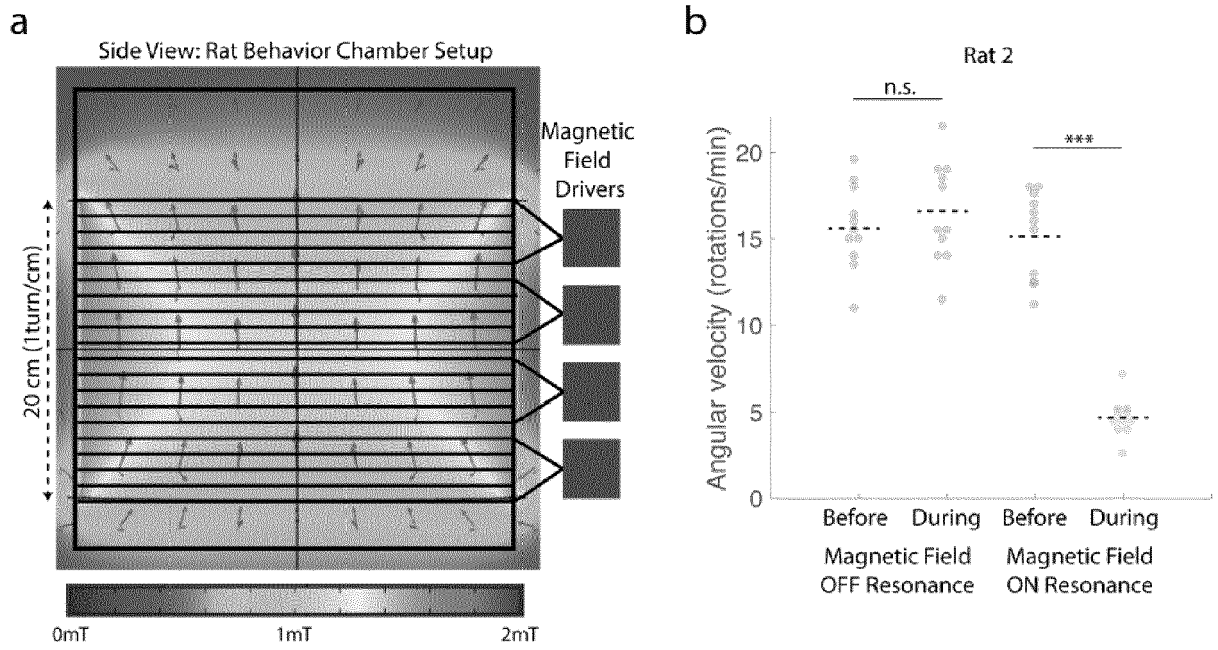 a
Side View: Rat Behavior Chamber Setup
Magnetic
Field
Drivers
20 cm (1turn/cm)
0mT
1mT
2mT
b
Rat 2
n.s.
***
Angular velocity (rotations/min)
20
15
10
5
0
Before
During
Before
During
Magnetic Field
OFF Resonance
Magnetic Field
ON Resonance